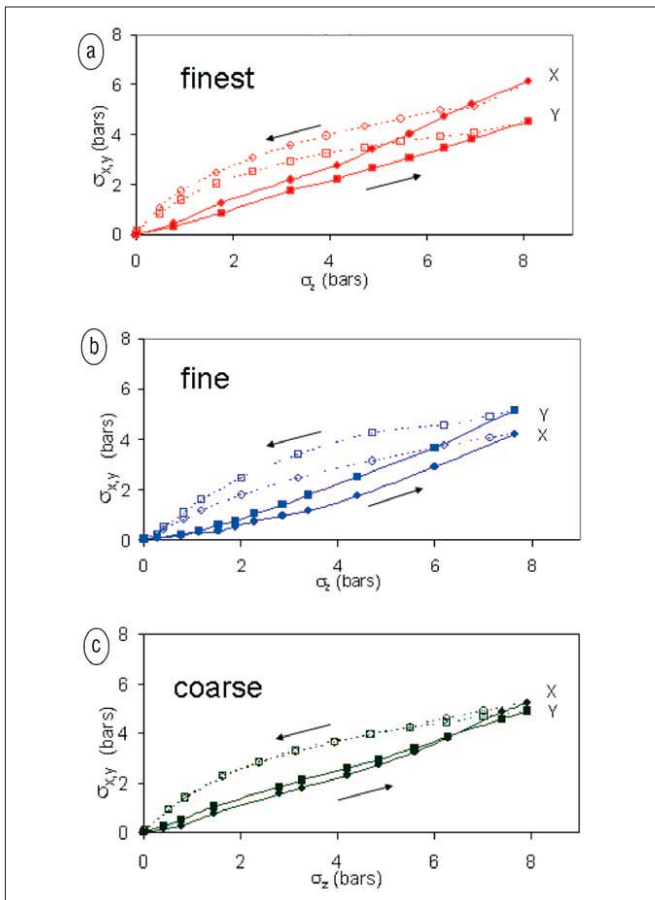 a
8
finest
X
6
Y
4
2
0
σx,y (bars)
0 2 4 6 8
σz (bars)
b
8
fine
6
Y
4
X
2
0
σx,y (bars)
0 2 4 6 8
σz (bars)
c
8
coarse
6
X
Y
4
2
0
σx,y (bars)
0 2 4 6 8
σz (bars)